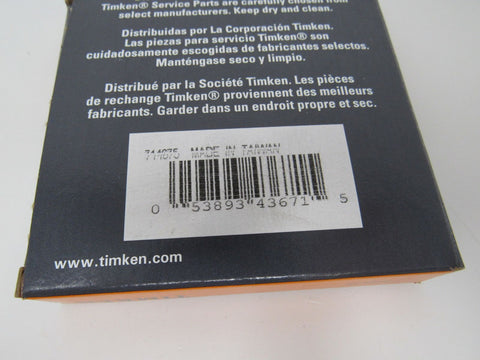 Timken® Service Parts are carefully chosen from
select manufacturers. Keep dry and clean.
Distribuidas por La Corporación Timken.
Las piezas para servicio Timken® son
cuidadosamente escogidas de fabricantes selectos.
Manténgase seco y limpio.
Distribué par la Société Timken. Les pièces
de rechange Timken® proviennent des meilleurs
fabricants. Garder dans un endroit propre et sec.
714675 MADE IN TAIWAN
0 53893 43671 5
www.timken.com